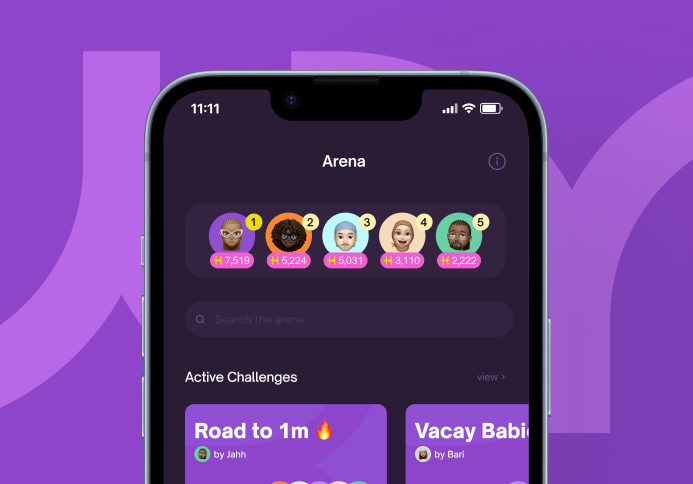 11:11
Arena
1 2 3 4 5
7,519 5,224 5,031 3,110 2,222
Search the arena
Active Challenges view >
Road to 1m 🔥 Vacay Babi
by Jahh by Bari